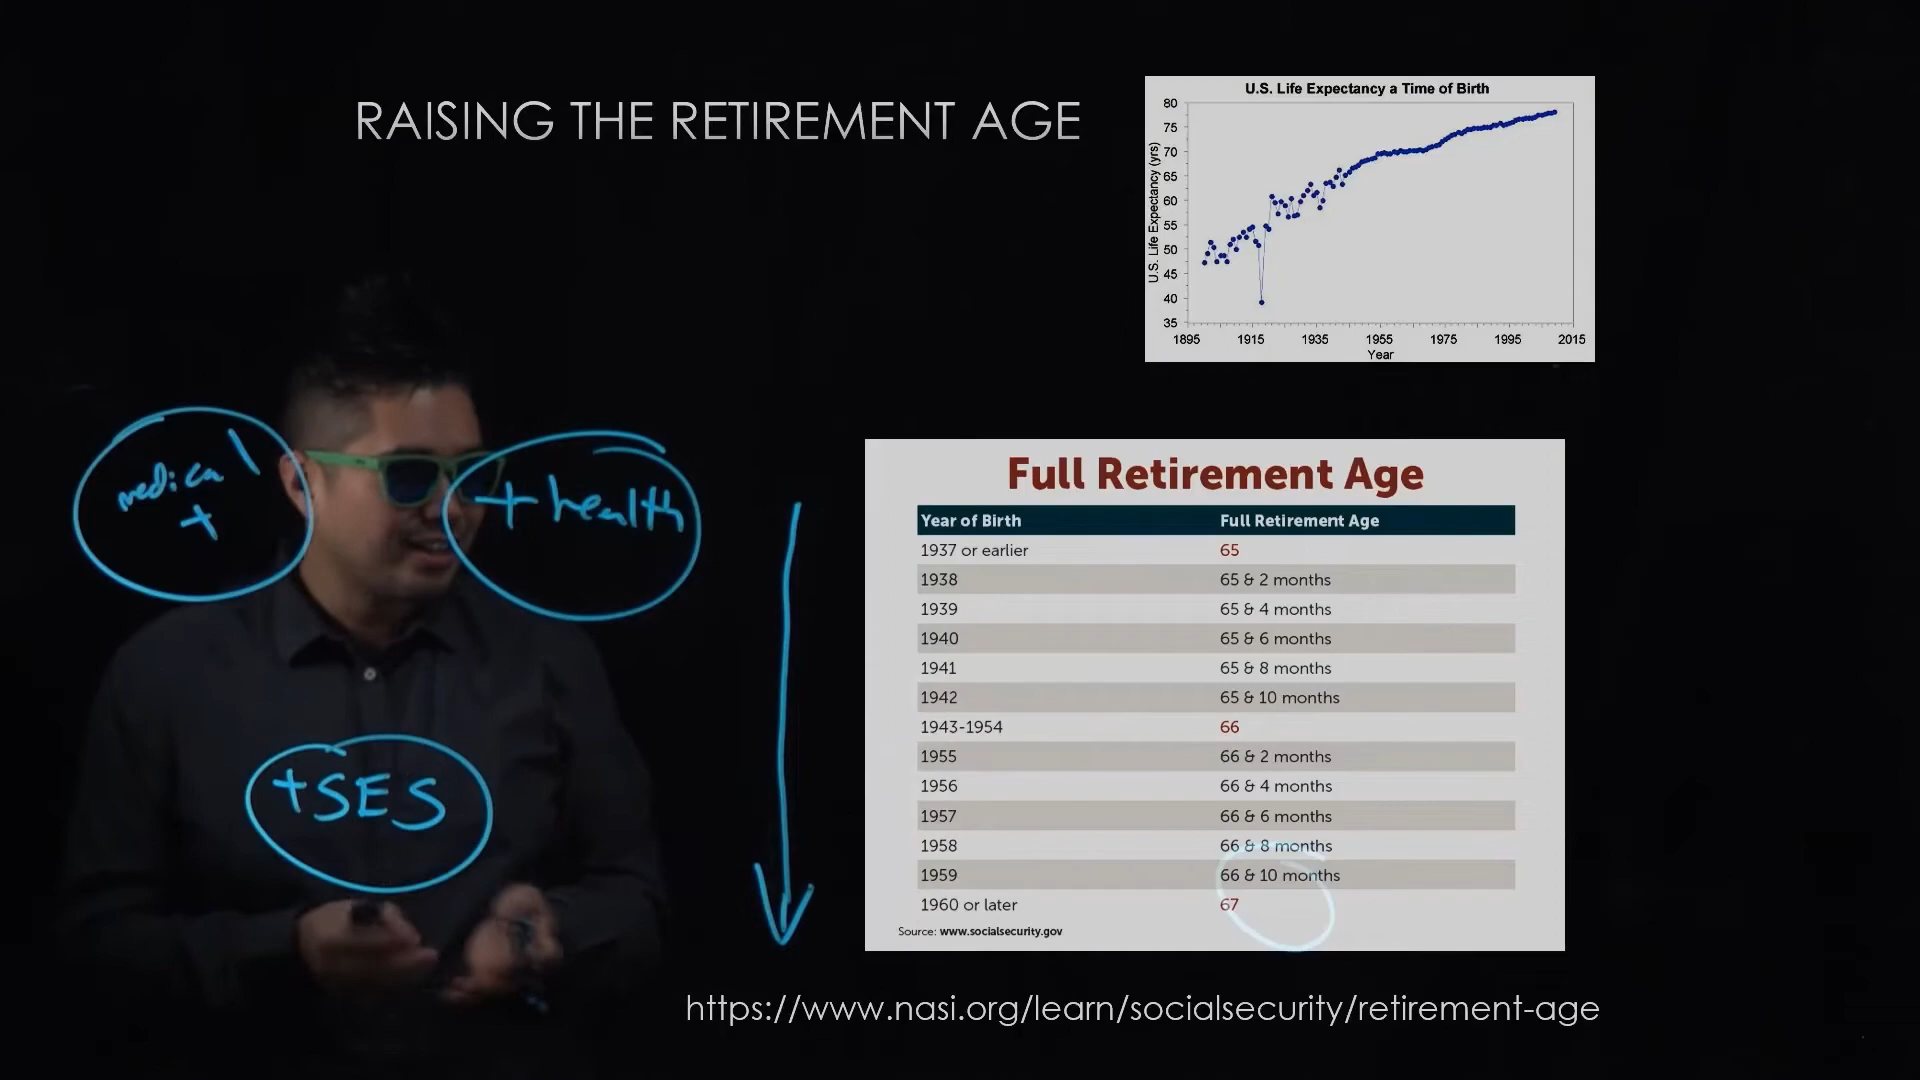 RAISING THE RETIREMENT AGE
U.S. Life Expectancy a Time of Birth
U.S. Life Expectancy (yrs)
80
75
70
65
60
55
50
45
40
35
1895 1915 1935 1955 1975 1995 2015
Year
medical
+
+ health
+SES
Full Retirement Age
Year of Birth Full Retirement Age
1937 or earlier 65
1938 65 & 2 months
1939 65 & 4 months
1940 65 & 6 months
1941 65 & 8 months
1942 65 & 10 months
1943-1954 66
1955 66 & 2 months
1956 66 & 4 months
1957 66 & 6 months
1958 66 & 8 months
1959 66 & 10 months
1960 or later 67
Source: www.socialsecurity.gov
https://www.nasi.org/learn/socialsecurity/retirement-age